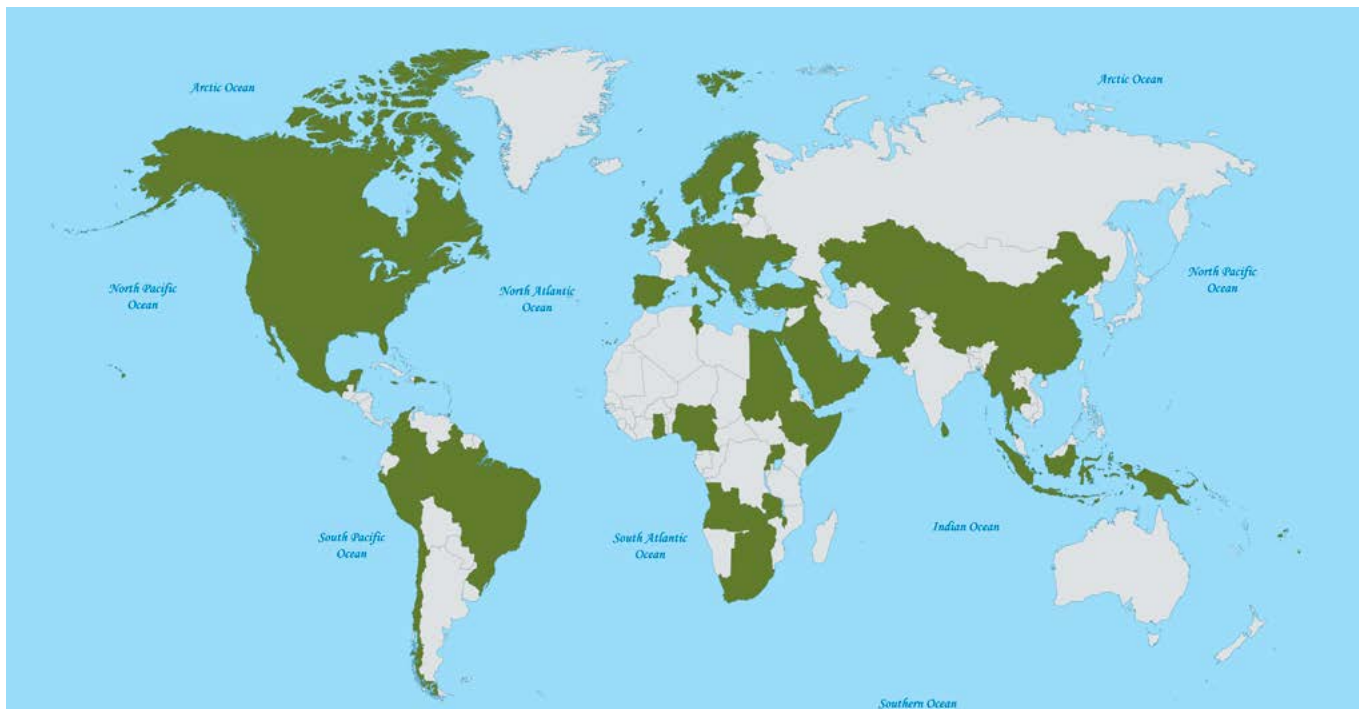 Arctic Ocean
Arctic Ocean
North Pacific
Ocean
North Atlantic
Ocean
North Pacific
Ocean
South Pacific
Ocean
South Atlantic
Ocean
Indian Ocean
Southern Ocean